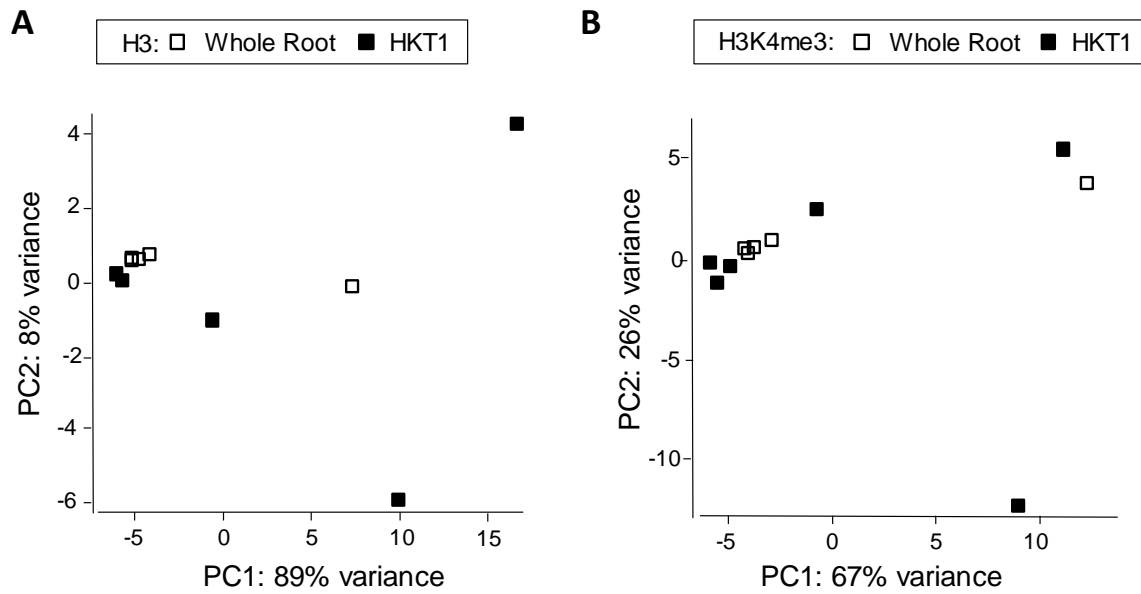 A
H3: Whole Root HKT1
4
2
0
-2
-4
-6
PC2: 8% variance
-5 0 5 10 15
PC1: 89% variance
B
H3K4me3: Whole Root HKT1
5
0
-5
-10
PC2: 26% variance
-5 0 5 10
PC1: 67% variance